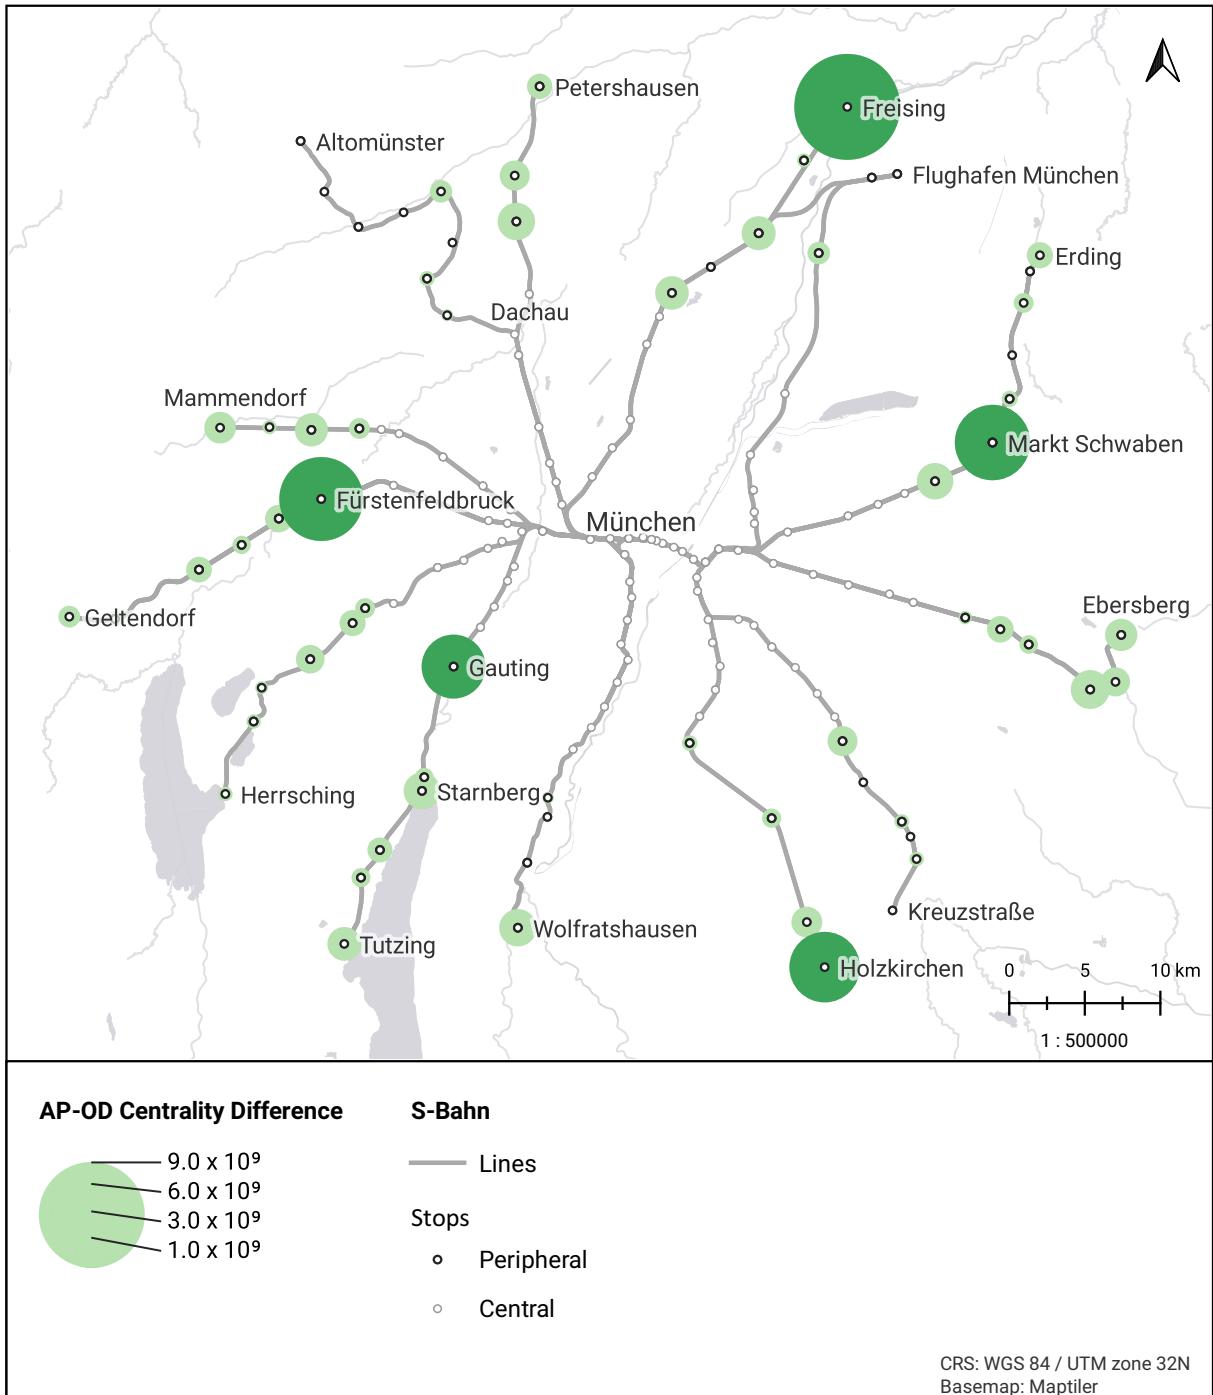 Petershausen
Freising
Altomünster
Flughafen München
Erding
Dachau
Mammendorf
Markt Schwaben
Fürstenfeldbruck
München
Ebersberg
Geltendorf
Gauting
Starnberg
Herrsching
Kreuzstraße
Wolfratshausen
Tutzing
Holzkirchen
0 5 10 km
1 : 500000
AP-OD Centrality Difference
9.0 x 10⁹
6.0 x 10⁹
3.0 x 10⁹
1.0 x 10⁹
S-Bahn
Lines
Stops
Peripheral
Central
CRS: WGS 84 / UTM zone 32N
Basemap: Maptiler